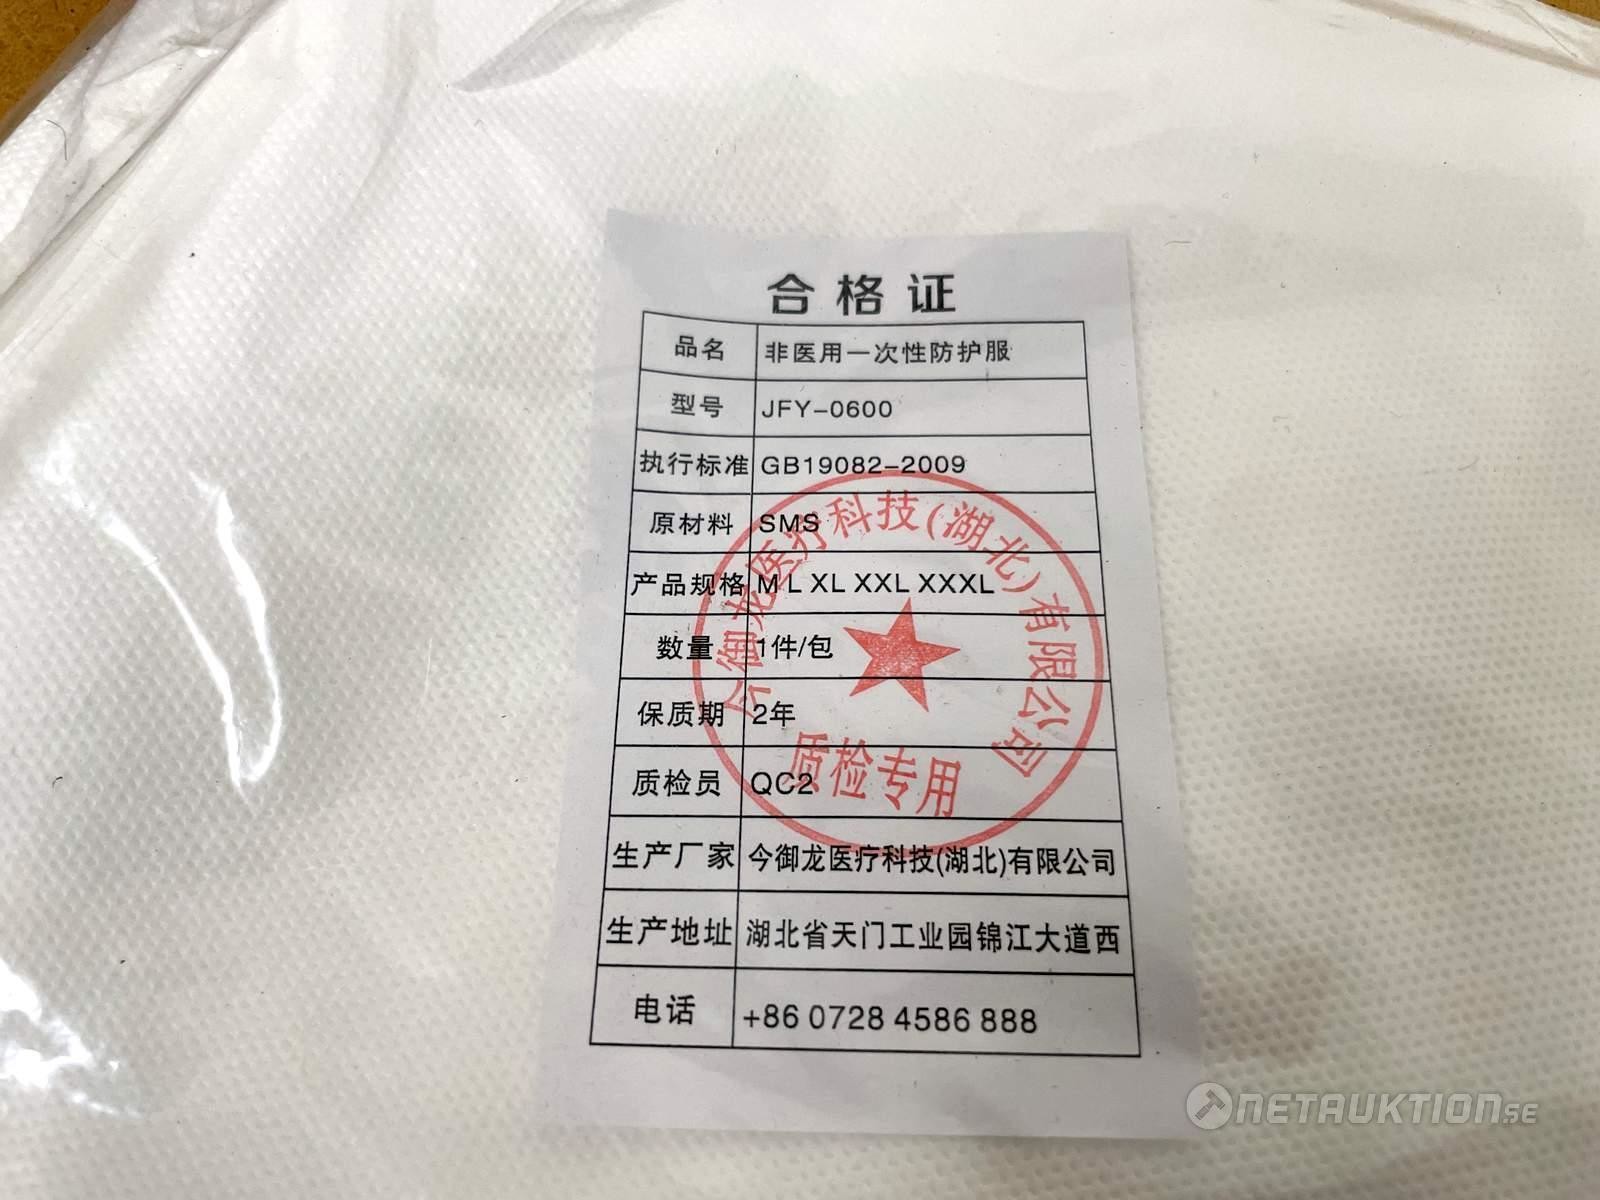 合格证
品名 非医用一次性防护服
型号 JFY-0600
执行标准 GB19082-2009
原材料 SMS
产品规格 M L XL XXL XXXL
数量 1件/包
保质期 2年
质检员 QC2
生产厂家 今御龙医疗科技(湖北)有限公司
生产地址 湖北省天门工业园锦江大道西
电话 +86 0728 4586 888
今御龙医疗科技(湖北)有限公司
质检专用
NETAUKTION.SE